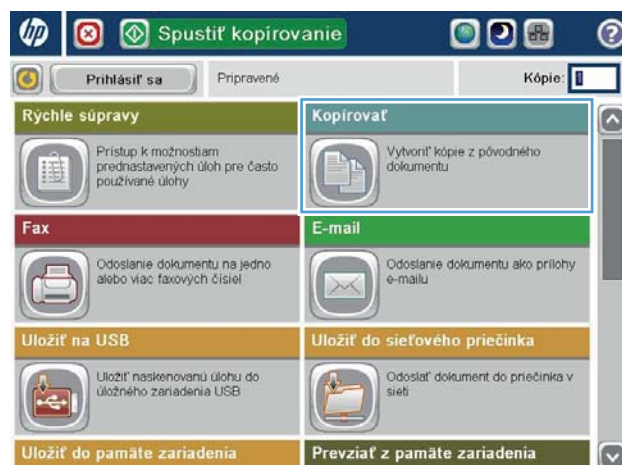 hp
Spustiť kopírovanie
?
Prihlásiť sa
Pripravené
Kópie: 1
Rýchle súpravy
Prístup k možnostiam
prednastavených úloh pre často
používané úlohy
Kopírovať
Vytvoriť kópie z pôvodného
dokumentu
Fax
Odoslanie dokumentu na jedno
alebo viac faxových čísiel
E-mail
Odoslanie dokumentu ako prílohy
e-mailu
Uložiť na USB
Uložiť naskenovanú úlohu do
úložného zariadenia USB
Uložiť do sieťového priečinka
Odoslať dokument do priečinka v
sieti
Uložiť do pamäte zariadenia
Prevziať z pamäte zariadenia